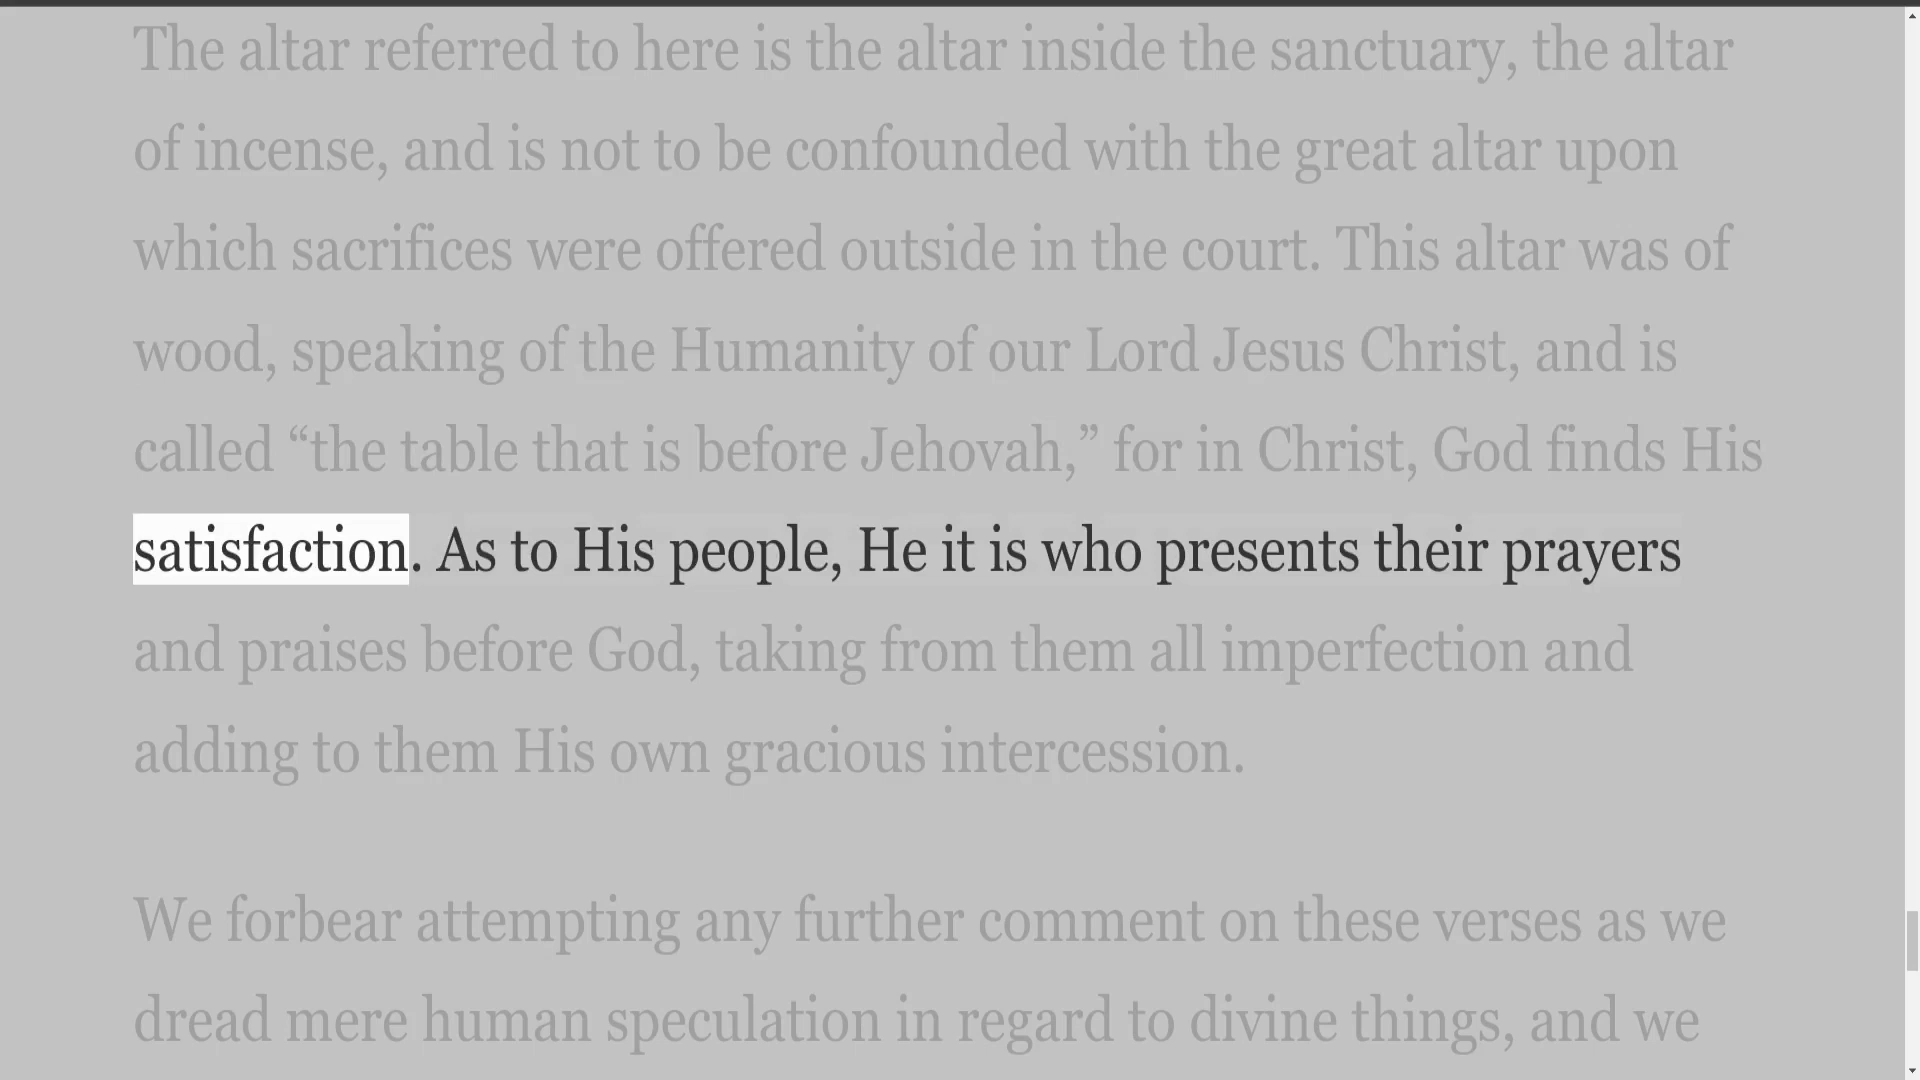 The altar referred to here is the altar inside the sanctuary, the altar
of incense, and is not to be confounded with the great altar upon
which sacrifices were offered outside in the court. This altar was of
wood, speaking of the Humanity of our Lord Jesus Christ, and is
called “the table that is before Jehovah,” for in Christ, God finds His
satisfaction. As to His people, He it is who presents their prayers
and praises before God, taking from them all imperfection and
adding to them His own gracious intercession.
We forbear attempting any further comment on these verses as we
dread mere human speculation in regard to divine things, and we